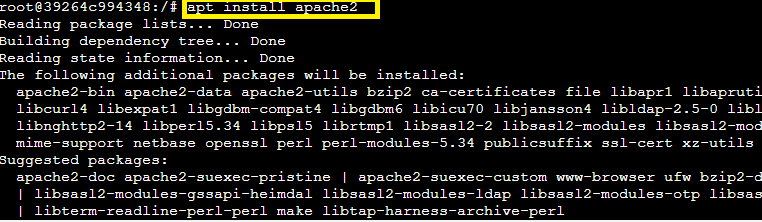 root@39264c994348:/# apt install apache2
Reading package lists... Done
Building dependency tree... Done
Reading state information... Done
The following additional packages will be installed:
apache2-bin apache2-data apache2-utils bzip2 ca-certificates file libapr1 libapruti
libcurl4 libexpat1 libgdbm-compat4 libgdbm6 libicu70 libjansson4 libldap-2.5-0 libl
libnghttp2-14 libperl5.34 libpsl5 librtmp1 libsasl2-2 libsasl2-modules libsasl2-mod
mime-support netbase openssl perl perl-modules-5.34 publicsuffix ssl-cert xz-utils
Suggested packages:
apache2-doc apache2-suexec-pristine | apache2-suexec-custom www-browser ufw bzip2-d
| libsasl2-modules-gssapi-heimdal libsasl2-modules-ldap libsasl2-modules-otp libsas
| libterm-readline-perl-perl make libtap-harness-archive-perl